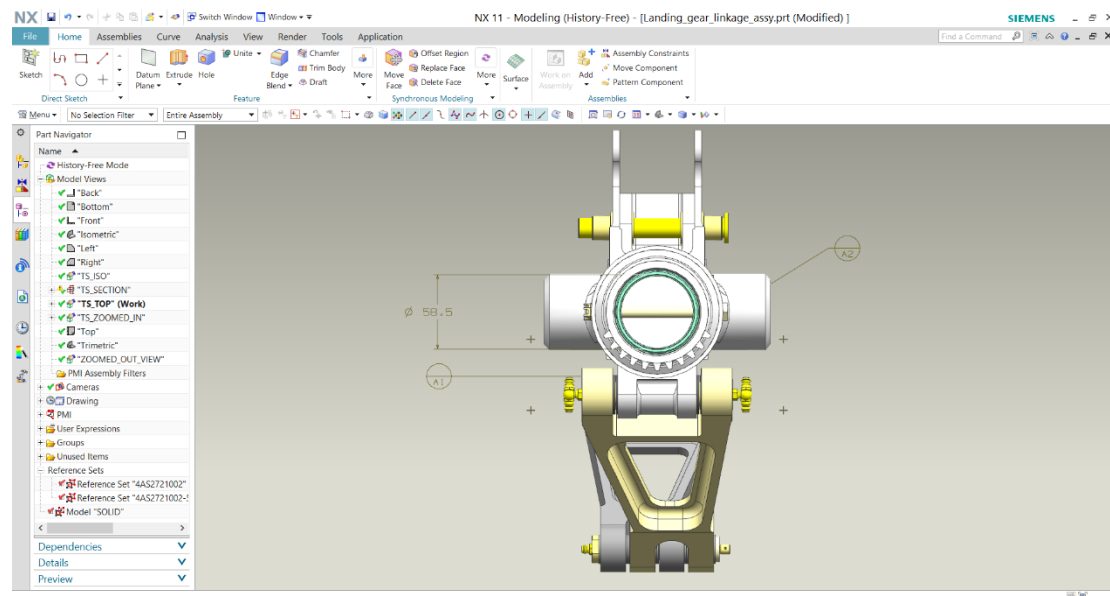 NX Switch Window Window NX 11 - Modeling (History-Free) - [Landing_gear_linkage_assy.prt (Modified) ] SIEMENS
File Home Assemblies Curve Analysis View Render Tools Application Find a Command
Sketch
Direct Sketch
Datum Plane
Extrude
Hole
Unite
Edge Blend
Chamfer
Trim Body
Draft
More
Feature
Move Face
Offset Region
Replace Face
Delete Face
More
Synchronous Modeling
Surface
Work on Assembly
Add
Assembly Constraints
Move Component
Pattern Component
Assemblies
Menu No Selection Filter Entire Assembly
Part Navigator
Name
History-Free Mode
Model Views
"Back"
"Bottom"
"Front"
"Isometric"
"Left"
"Right"
"TS_ISO"
"TS_SECTION"
"TS_TOP" (Work)
"TS_ZOOMED_IN"
"Top"
"Trimetric"
"ZOOMED_OUT_VIEW"
PMI Assembly Filters
Cameras
Drawing
PMI
User Expressions
Groups
Unused Items
Reference Sets
Reference Set "4AS2721002"
Reference Set "4AS2721002-
Model "SOLID"
Dependencies
Details
Preview
A2
Ø 58.5
A1